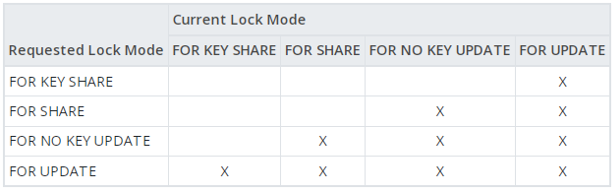 Current Lock Mode
Requested Lock Mode FOR KEY SHARE FOR SHARE FOR NO KEY UPDATE FOR UPDATE
FOR KEY SHARE X
FOR SHARE X X
FOR NO KEY UPDATE X X X
FOR UPDATE X X X X